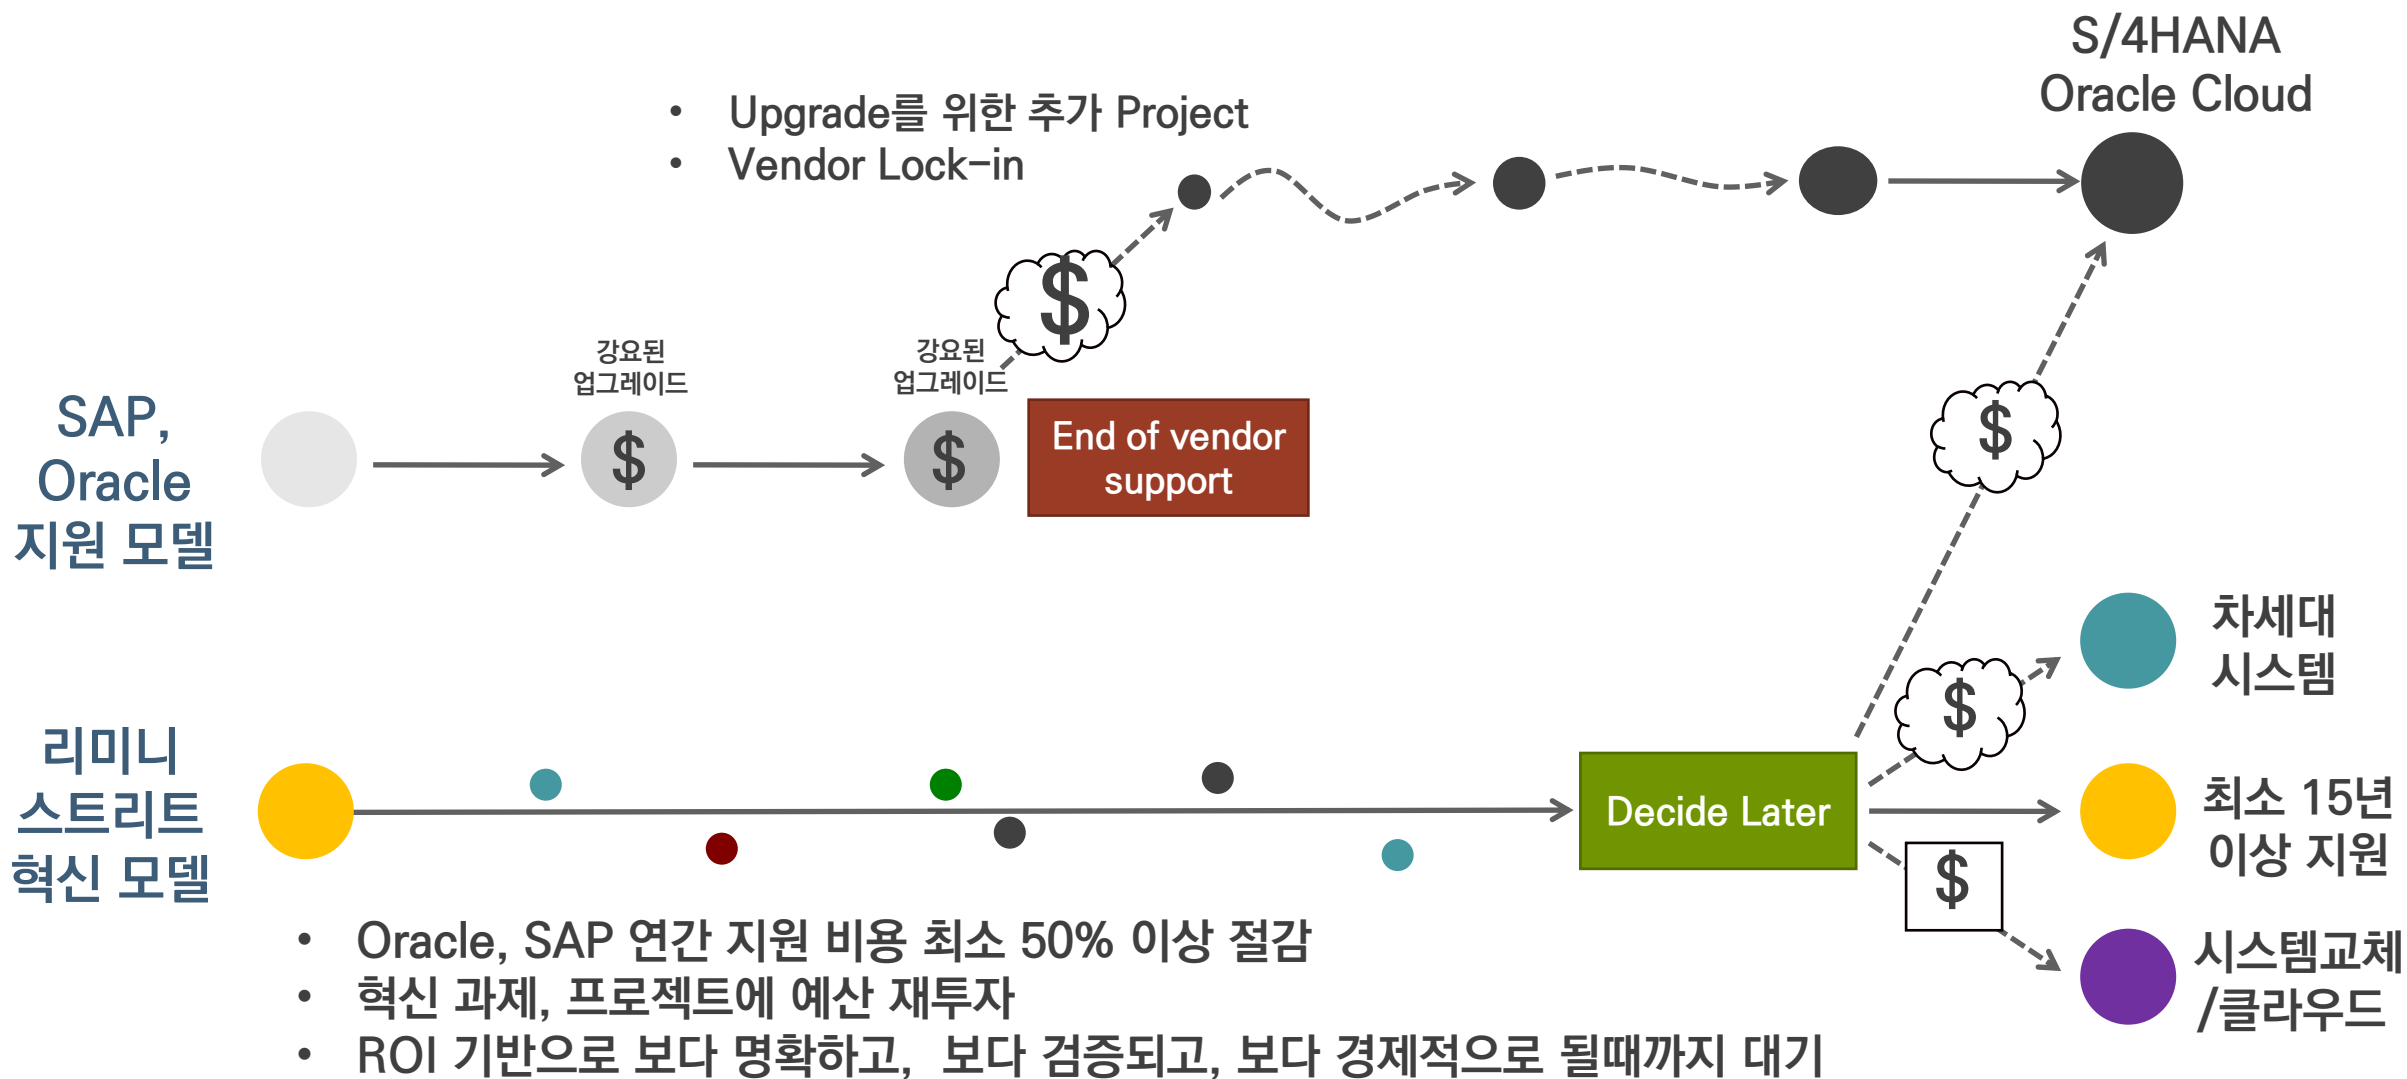 S/4HANA
Oracle Cloud
• Upgrade를 위한 추가 Project
• Vendor Lock-in
$
강요된
업그레이드
강요된
업그레이드
SAP,
Oracle
지원 모델
$
$
End of vendor
support
$
차세대
시스템
$
리미니
스트리트
혁신 모델
Decide Later
최소 15년
이상 지원
$
시스템교체
/클라우드
• Oracle, SAP 연간 지원 비용 최소 50% 이상 절감
• 혁신 과제, 프로젝트에 예산 재투자
• ROI 기반으로 보다 명확하고, 보다 검증되고, 보다 경제적으로 될때까지 대기